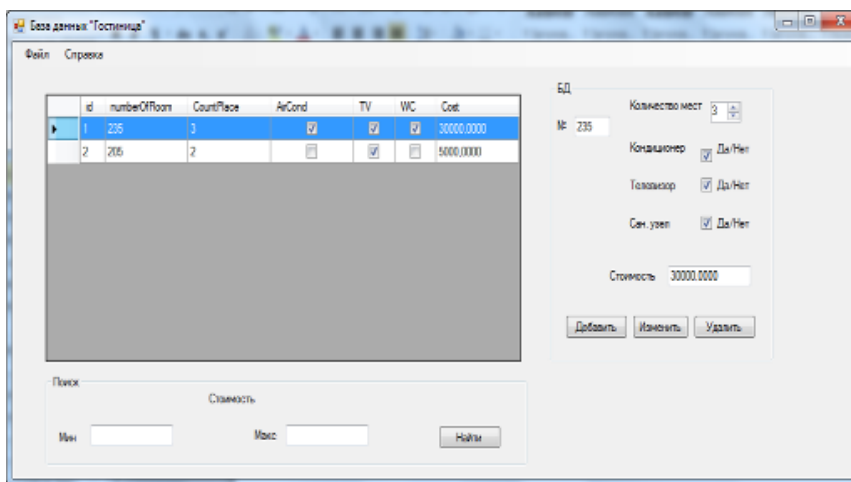 База данных "Гостиница"
Файл Справка
id numberOfRoom CountPlace AirCond TV WC Cost
1 235 3 30000,0000
2 205 2 5000,0000
БД
Количество мест 3
№ 235
Кондиционер Да/Нет
Телевизор Да/Нет
Сан. узел Да/Нет
Стоимость 30000.0000
Добавить Изменить Удалить
Поиск
Стоимость
Мин Макс Найти